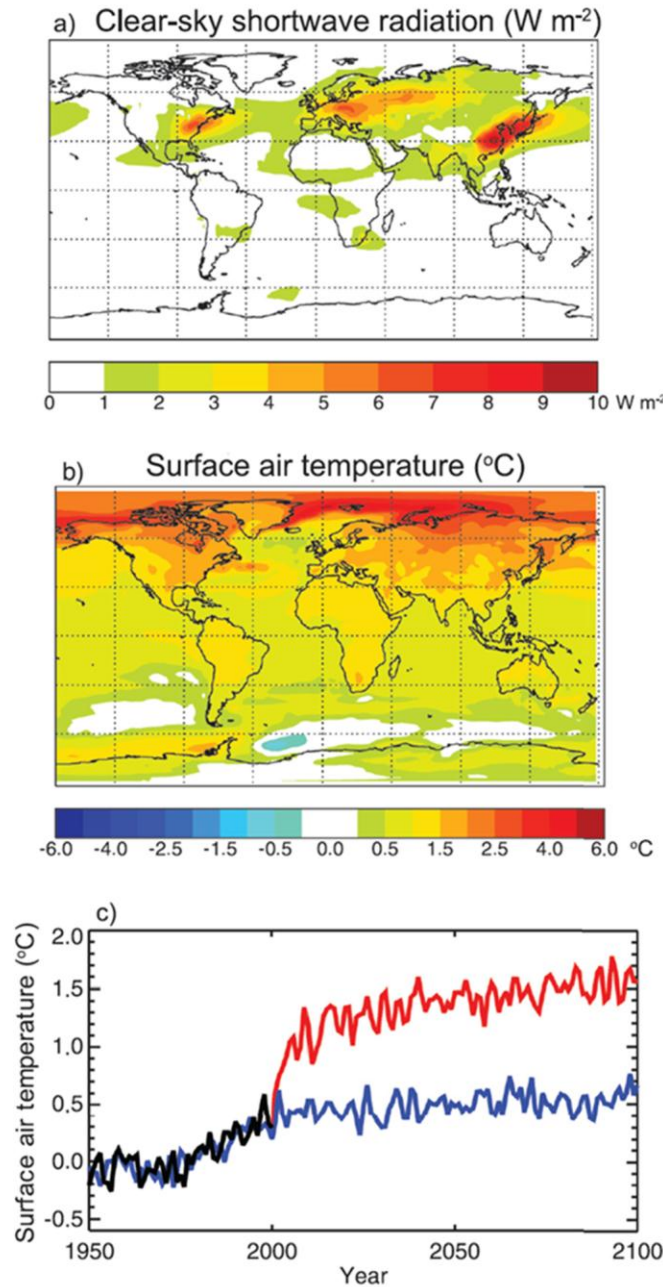 a) Clear-sky shortwave radiation (W m-2)
0 1 2 3 4 5 6 7 8 9 10 W m-2
b) Surface air temperature (oC)
-6.0 -4.0 -2.5 -1.5 -0.5 0.0 0.5 1.5 2.5 4.0 6.0 oC
c)
Surface air temperature (oC)
2.0
1.5
1.0
0.5
0.0
-0.5
1950 2000 2050 2100
Year